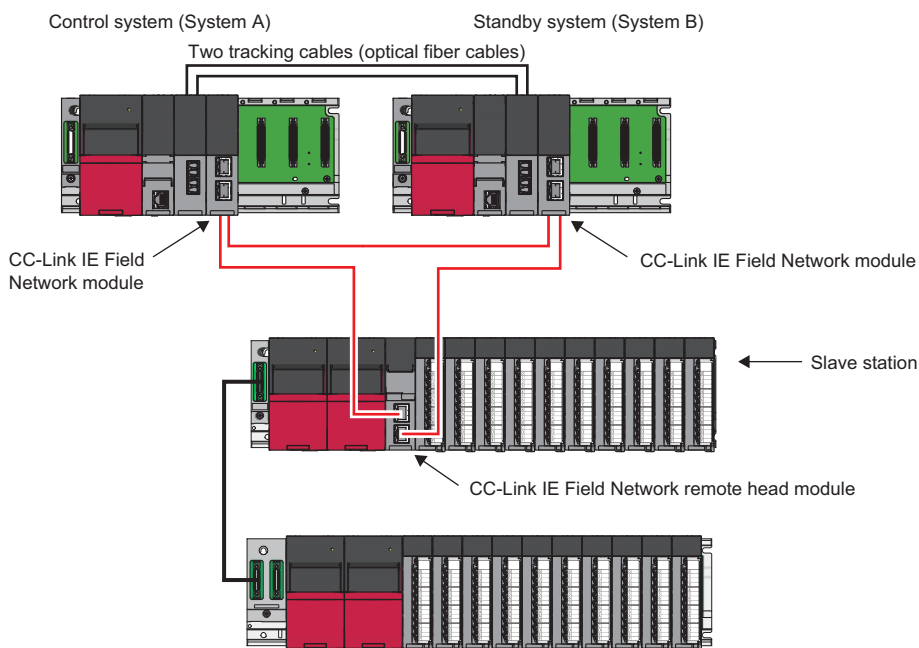 Control system (System A)
Standby system (System B)
Two tracking cables (optical fiber cables)
CC-Link IE Field
Network module
CC-Link IE Field Network module
Slave station
CC-Link IE Field Network remote head module